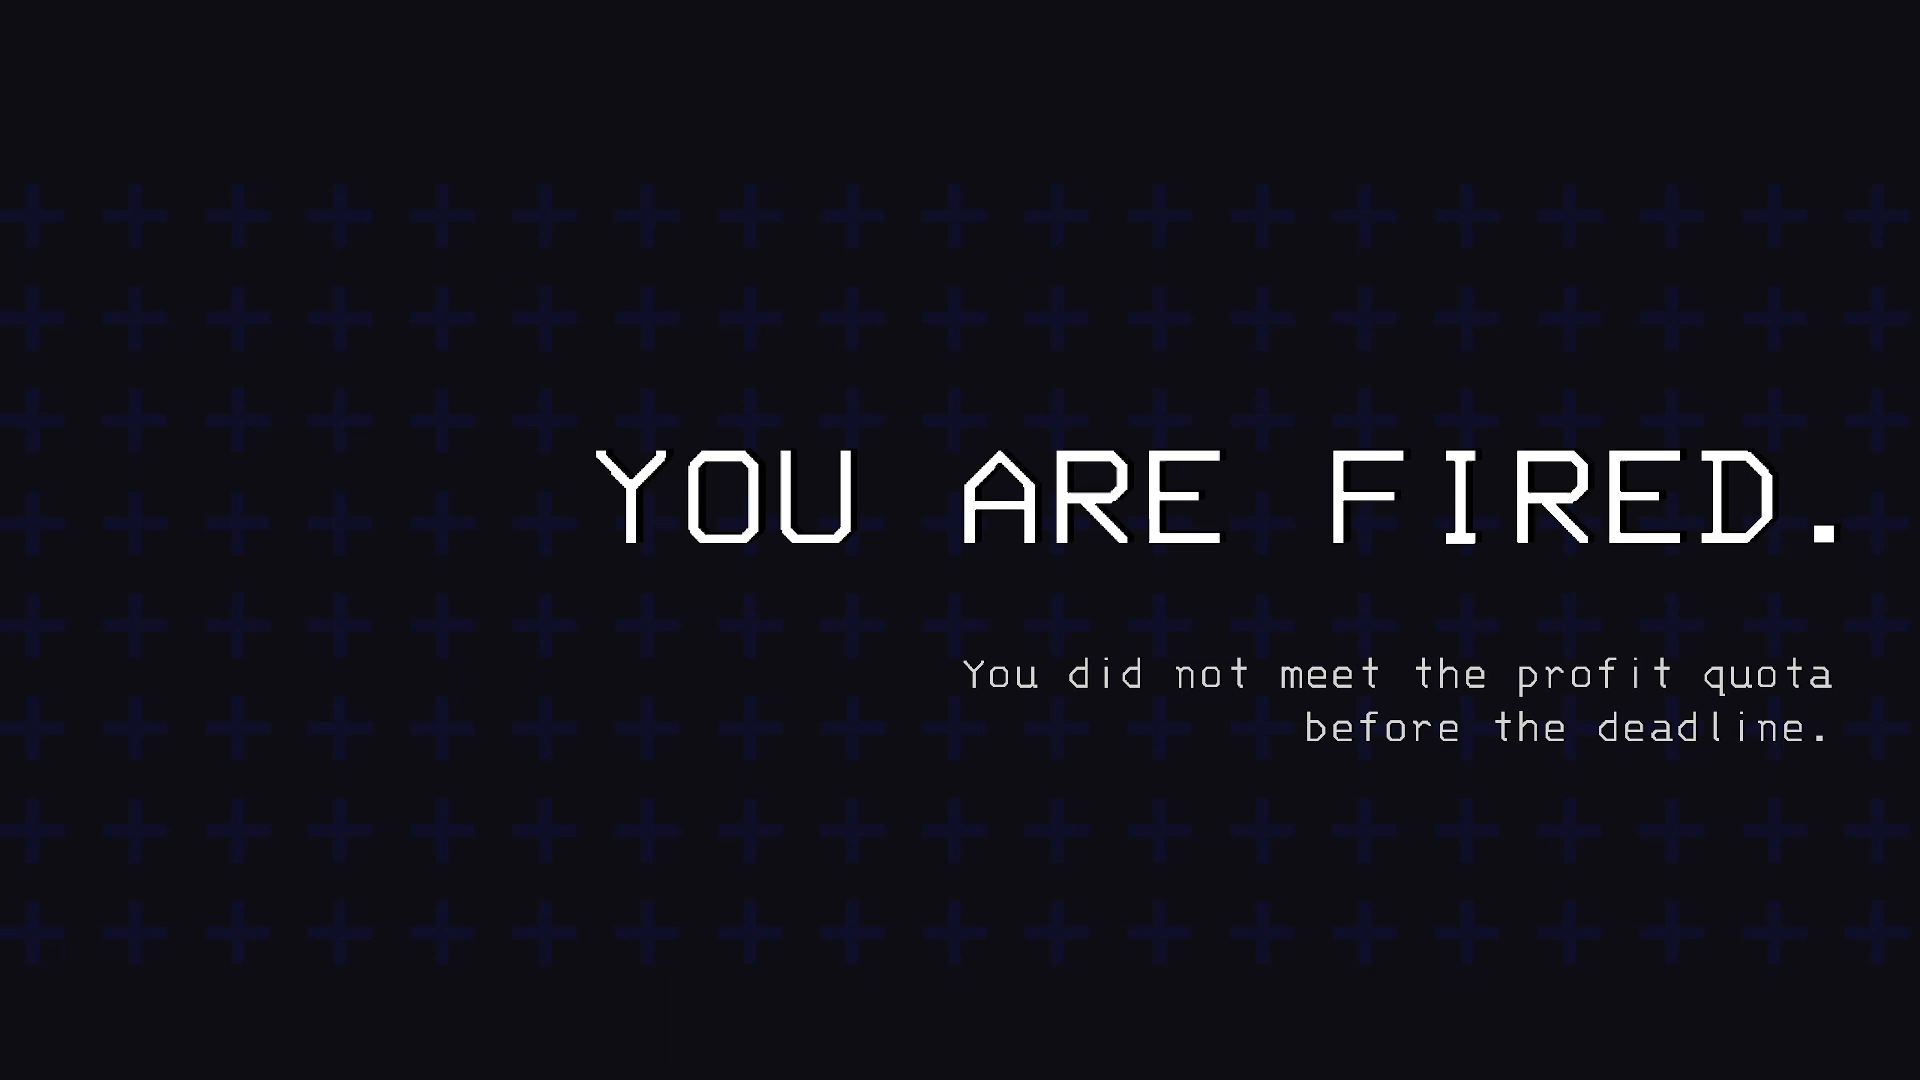 YOU ARE FIRED.
You did not meet the profit quota
before the deadline.